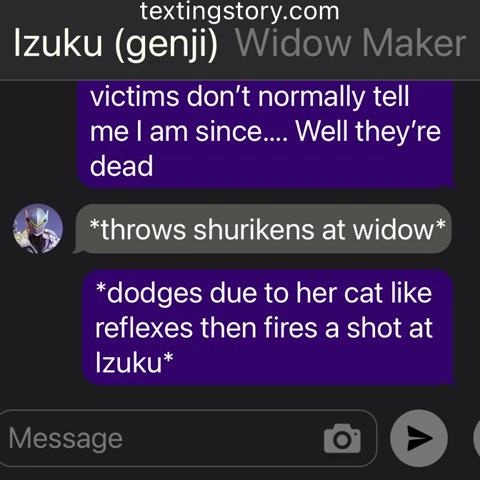 textingstory.com
Izuku (genji) Widow Maker
victims don’t normally tell
me I am since.... Well they’re
dead
*throws shurikens at widow*
*dodges due to her cat like
reflexes then fires a shot at
Izuku*
Message